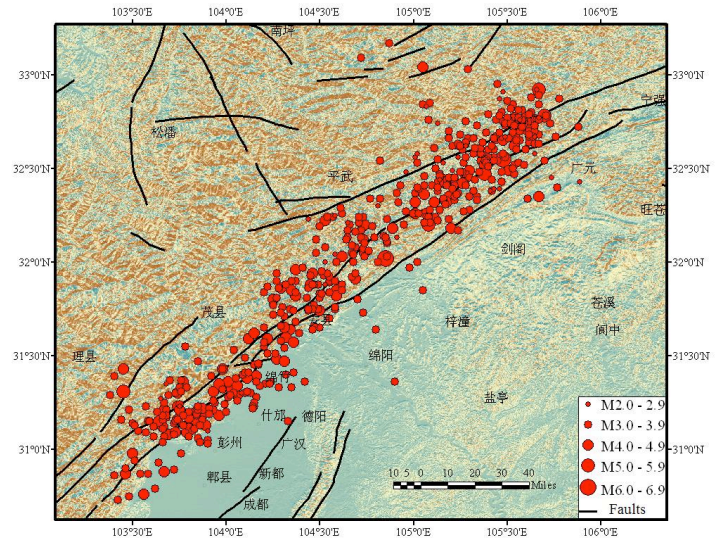 103°30'E 104°0'E 104°30'E 105°0'E 105°30'E 106°0'E
南坪
33°0'N 33°0'N
宁强
松潘
32°30'N 广元 32°30'N
平武
旺苍
剑阁
32°0'N 32°0'N
苍溪
茂县
梓潼
安县
阆中
31°30'N 理县 绵阳 31°30'N
绵竹
盐亭
什邡 德阳
M2.0 - 2.9
M3.0 - 3.9
彭州 广汉
31°0'N M4.0 - 4.9 31°0'N
郫县 新都
M5.0 - 5.9
10 5 0 10 20 30 40
Miles
M6.0 - 6.9
成都
Faults
103°30'E 104°0'E 104°30'E 105°0'E 105°30'E 106°0'E